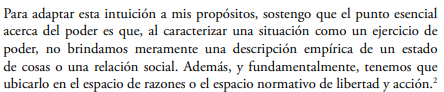 Para adaptar esta intuición a mis propósitos, sostengo que el punto esencial
acerca del poder es que, al caracterizar una situación como un ejercicio de
poder, no brindamos meramente una descripción empírica de un estado
de cosas o una relación social. Además, y fundamentalmente, tenemos que
ubicarlo en el espacio de razones o el espacio normativo de libertad y acción.²